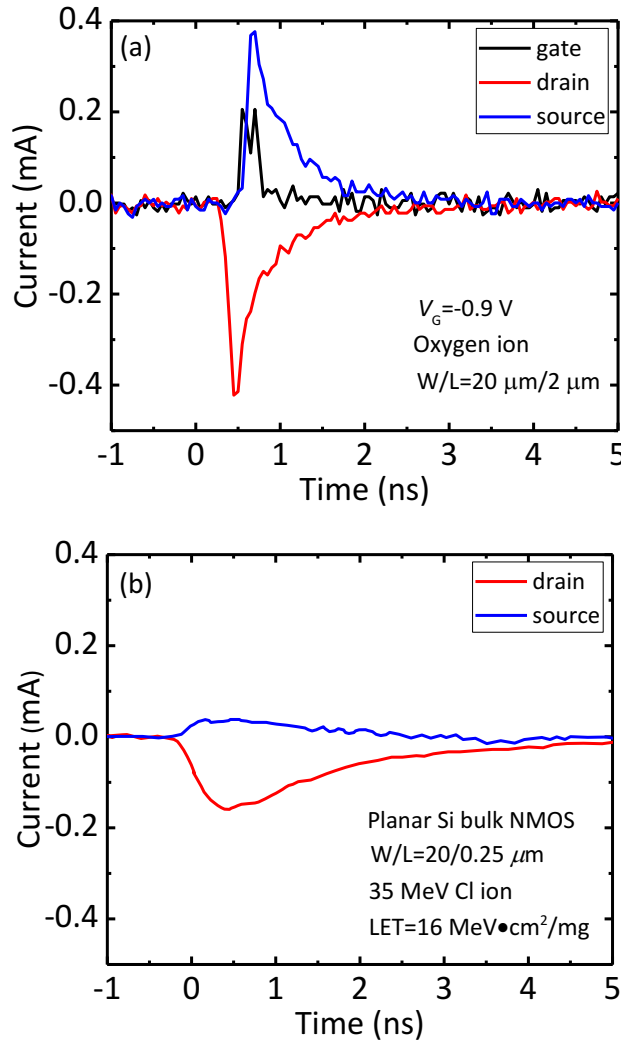 (a)
gate
drain
source
0.4
0.2
0.0
-0.2
-0.4
Current (mA)
V_G=-0.9 V
Oxygen ion
W/L=20 μm/2 μm
-1 0 1 2 3 4 5
Time (ns)
(b)
drain
source
0.4
0.2
0.0
-0.2
-0.4
Current (mA)
Planar Si bulk NMOS
W/L=20/0.25 μm
35 MeV Cl ion
LET=16 MeV•cm²/mg
-1 0 1 2 3 4 5
Time (ns)